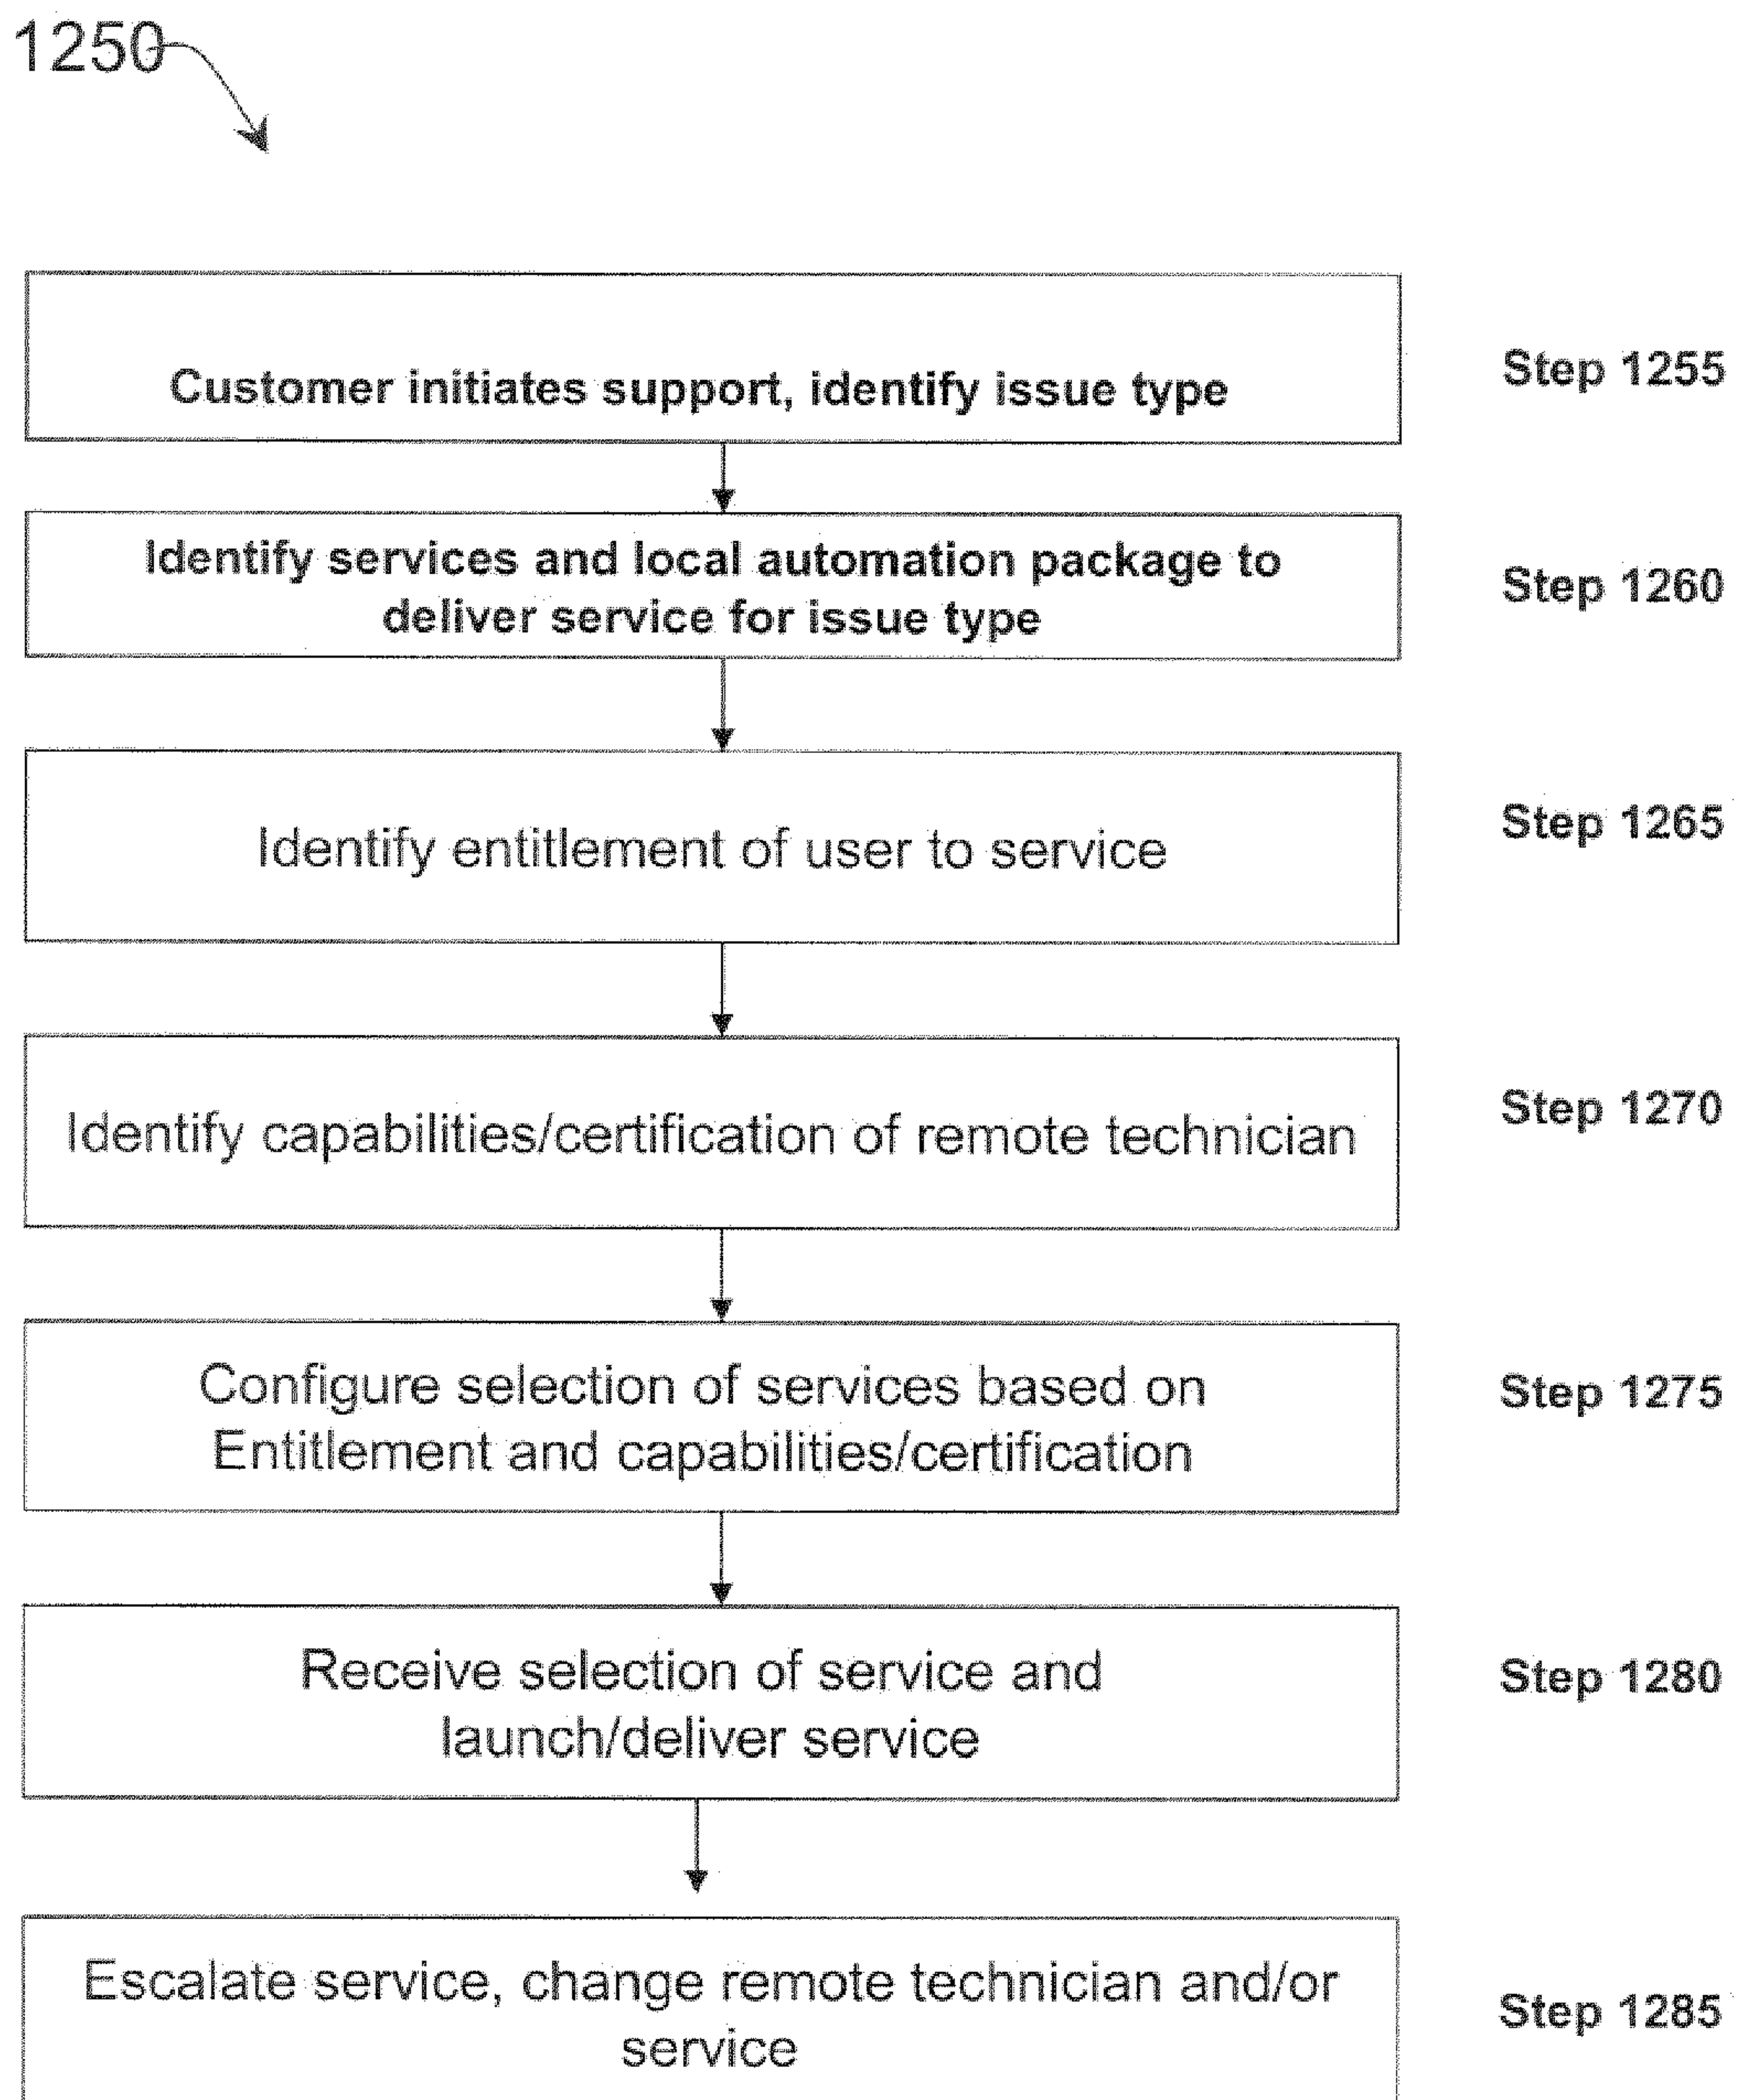 1250
Customer initiates support, identify issue type
Step 1255
Identify services and local automation package to
deliver service for issue type
Step 1260
Identify entitlement of user to service
Step 1265
Identify capabilities/certification of remote technician
Step 1270
Configure selection of services based on
Entitlement and capabilities/certification
Step 1275
Receive selection of service and
launch/deliver service
Step 1280
Escalate service, change remote technician and/or
service
Step 1285